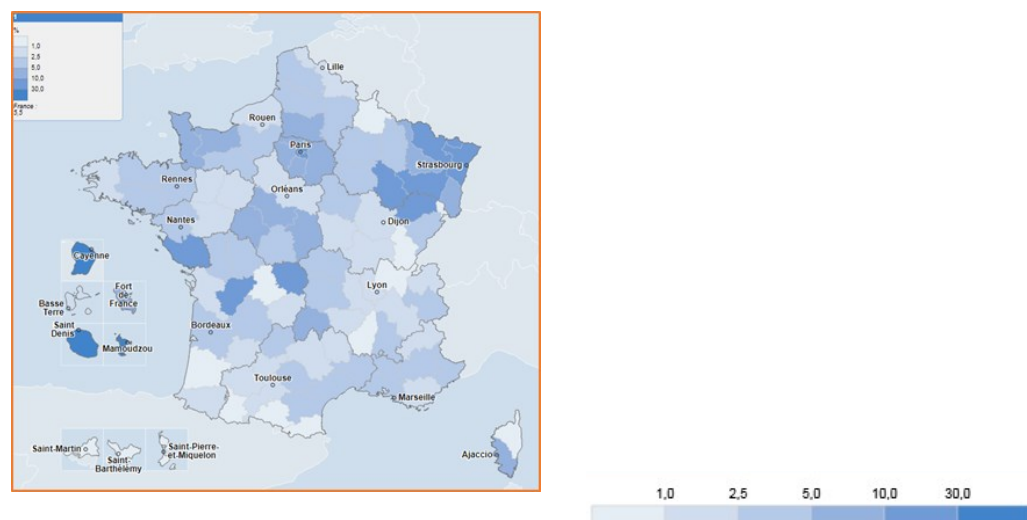 %
1,0
2,5
5,0
10,0
30,0
France :
5,5
Lille
Rouen
Paris
Strasbourg
Rennes
Orléans
Nantes
Dijon
Cayenne
Lyon
Fort
de
France
Basse
Terre
Saint
Denis
Bordeaux
Mamoudzou
Toulouse
Marseille
Saint-Martin
Saint-
Barthélémy
Saint-Pierre-
et-Miquelon
Ajaccio
1,0 2,5 5,0 10,0 30,0